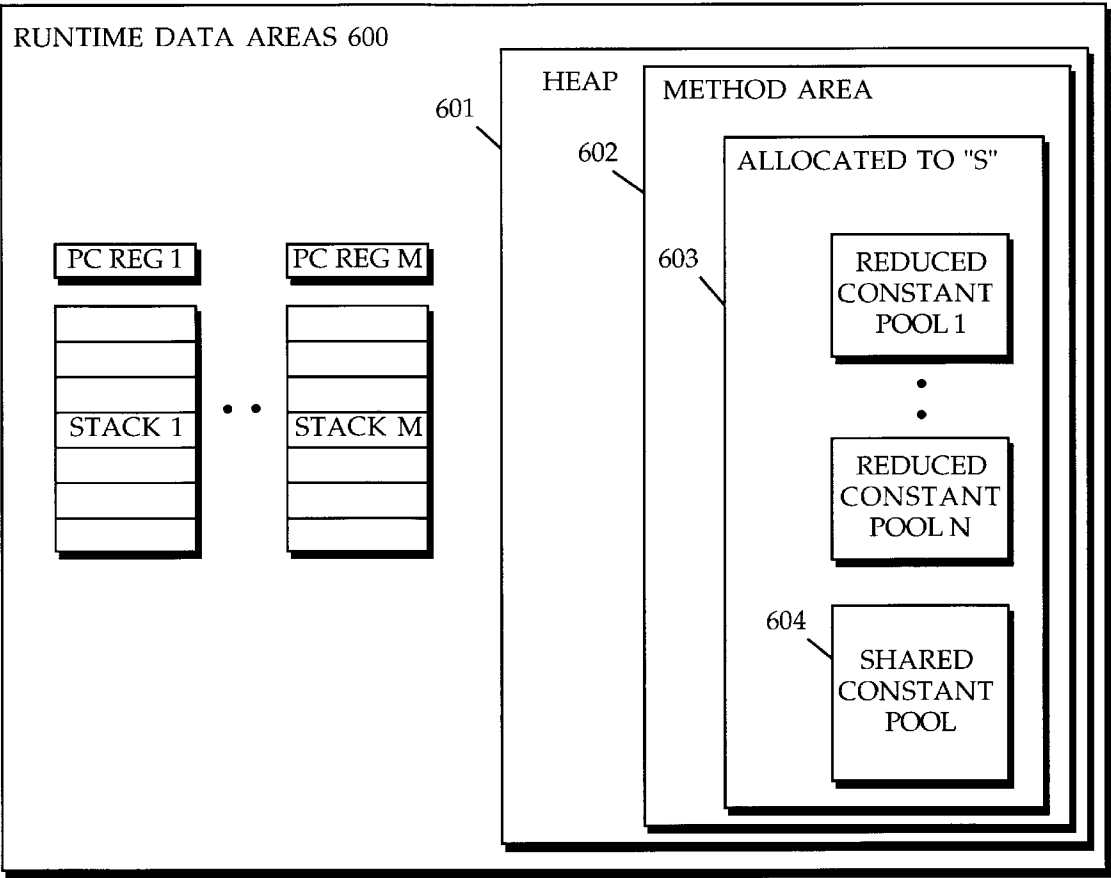 RUNTIME DATA AREAS 600
HEAP
METHOD AREA
601
602
ALLOCATED TO "S"
603
PC REG 1
PC REG M
REDUCED
CONSTANT
POOL 1
STACK 1
STACK M
REDUCED
CONSTANT
POOL N
604
SHARED
CONSTANT
POOL